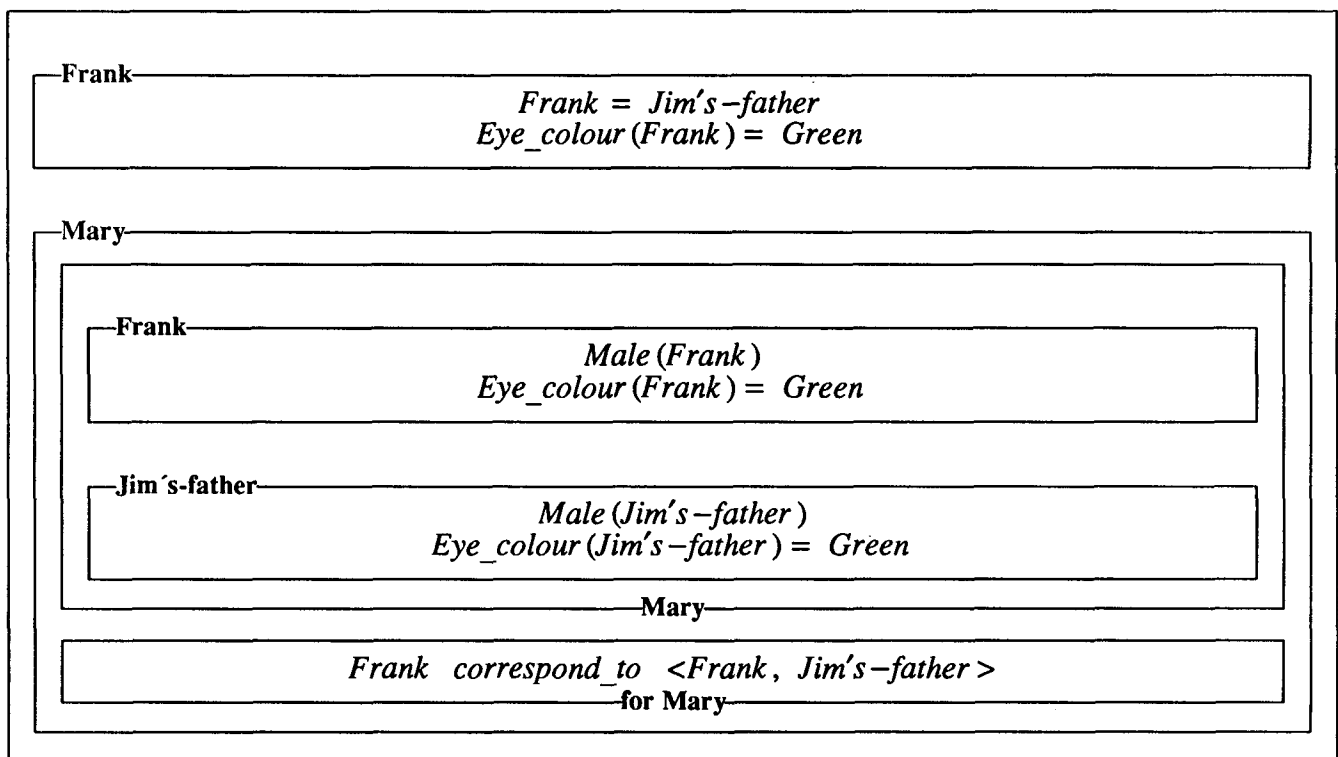 Frank
Frank = Jim's-father
Eye_colour(Frank) = Green
Mary
Frank
Male(Frank)
Eye_colour(Frank) = Green
Jim´s-father
Male(Jim's-father)
Eye_colour(Jim's-father) = Green
Mary
Frank correspond_to <Frank, Jim's-father>
for Mary